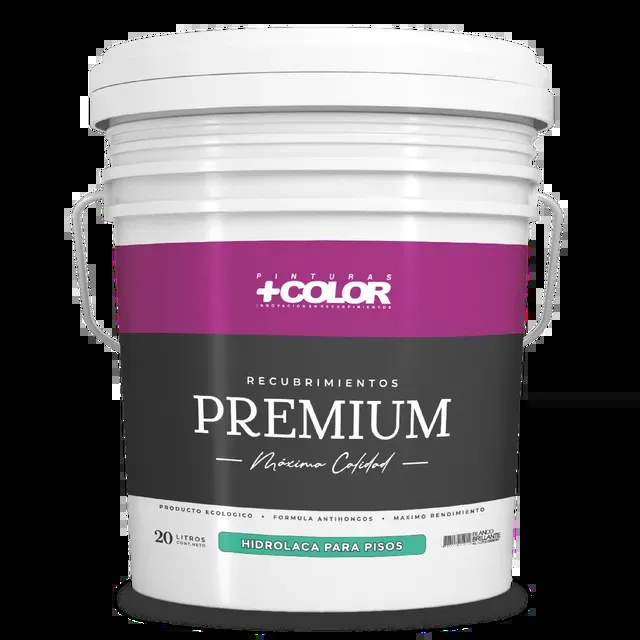 PINTURAS
+COLOR
INNOVACION EN RECUBRIMIENTOS
RECUBRIMIENTOS
PREMIUM
Máxima Calidad
PRODUCTO ECOLOGICO • FORMULA ANTIHONGOS • MAXIMO RENDIMIENTO
20 LITROS
CONT. NETO
HIDROLACA PARA PISOS
BLANCO
BRILLANTE